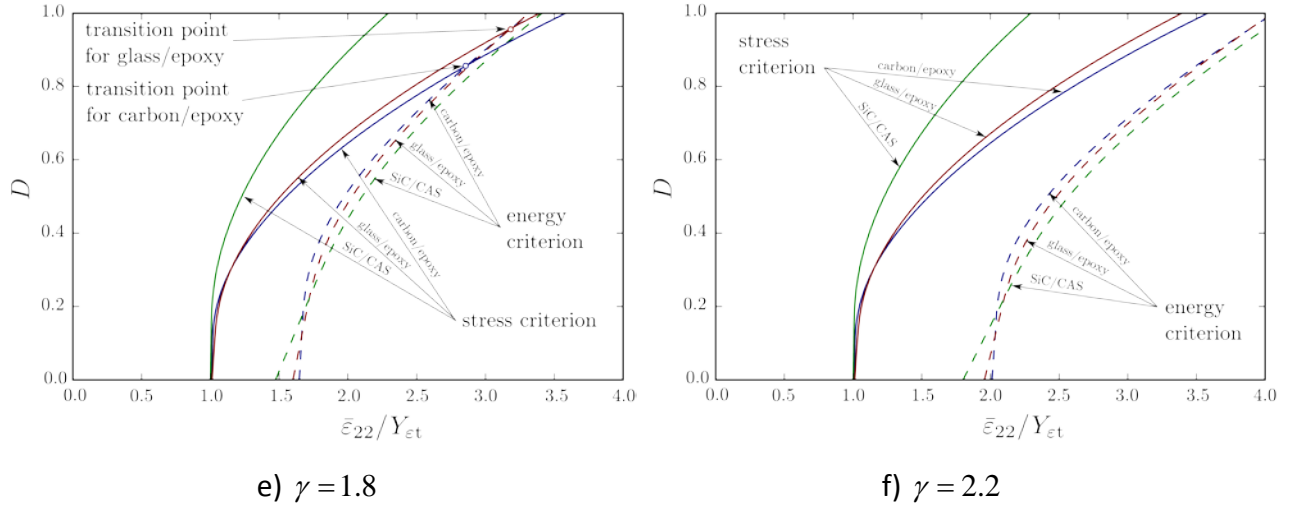 transition point
for glass/epoxy
transition point
for carbon/epoxy
carbon/epoxy
glass/epoxy
SiC/CAS
energy
criterion
carbon/epoxy
glass/epoxy
SiC/CAS
stress criterion
D
1.0
0.8
0.6
0.4
0.2
0.0
0.0 0.5 1.0 1.5 2.0 2.5 3.0 3.5 4.0
ε̄₂₂/Yεt
e) γ = 1.8
stress
criterion
carbon/epoxy
glass/epoxy
SiC/CAS
carbon/epoxy
glass/epoxy
SiC/CAS
energy
criterion
D
1.0
0.8
0.6
0.4
0.2
0.0
0.0 0.5 1.0 1.5 2.0 2.5 3.0 3.5 4.0
ε̄₂₂/Yεt
f) γ = 2.2